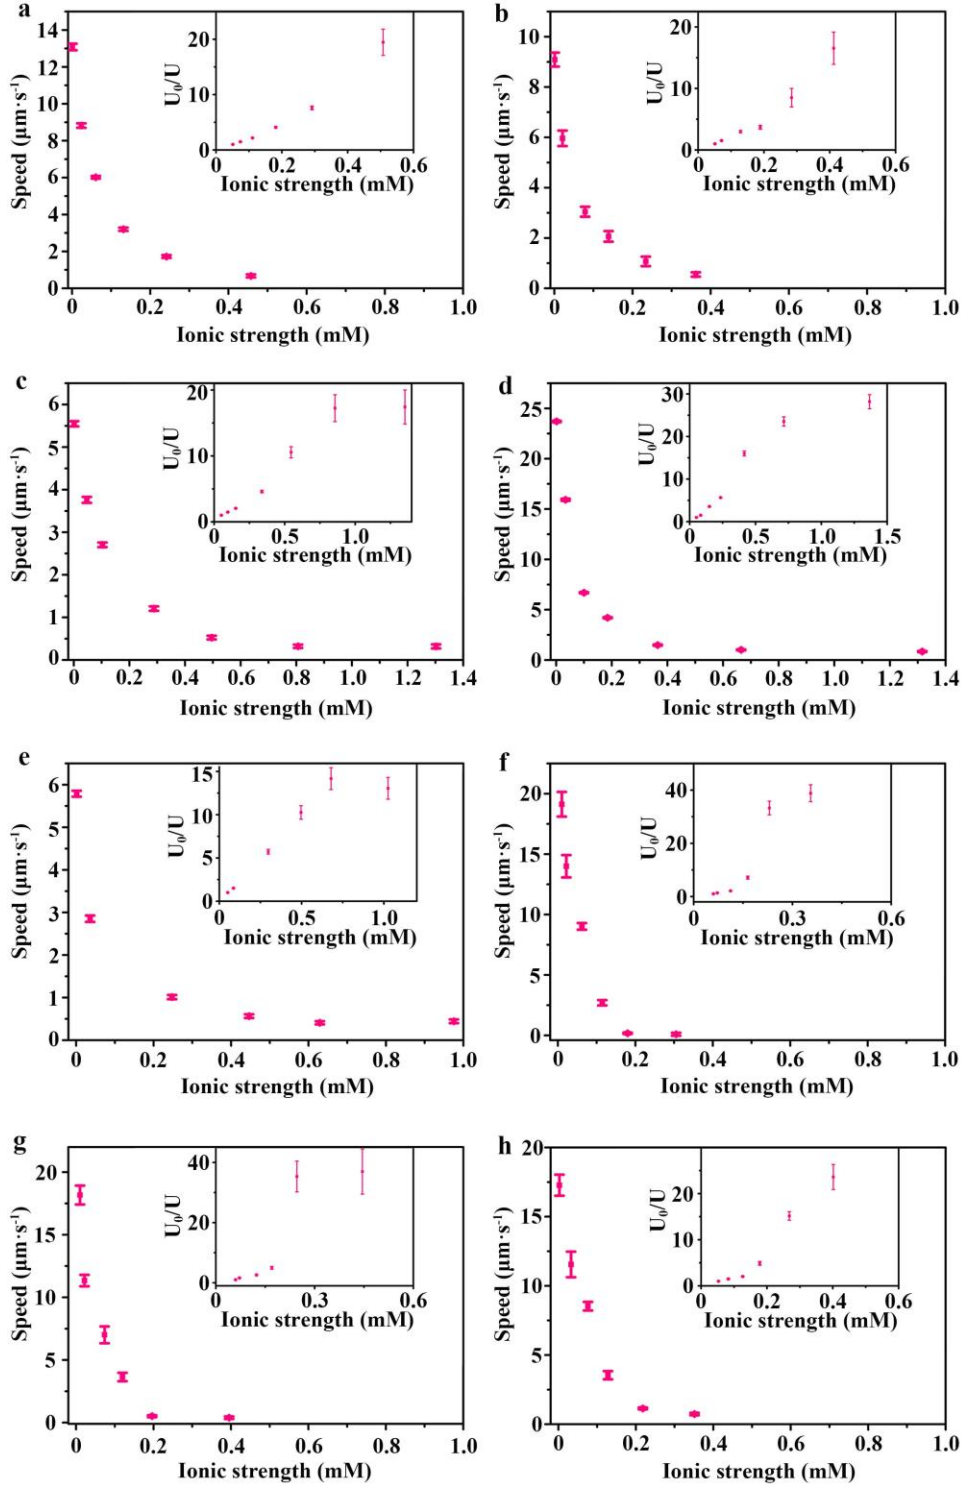 a
Speed (μm·s⁻¹)
14
12
10
8
6
4
2
0
0 0.2 0.4 0.6 0.8 1.0
Ionic strength (mM)
U₀/U
20
10
0
0 0.2 0.4 0.6
Ionic strength (mM)
b
Speed (μm·s⁻¹)
10
8
6
4
2
0
0 0.2 0.4 0.6 0.8 1.0
Ionic strength (mM)
U₀/U
20
10
0
0 0.2 0.4 0.6
Ionic strength (mM)
c
Speed (μm·s⁻¹)
6
5
4
3
2
1
0
0 0.2 0.4 0.6 0.8 1.0 1.2 1.4
Ionic strength (mM)
U₀/U
20
10
0
0 0.5 1.0
Ionic strength (mM)
d
Speed (μm·s⁻¹)
25
20
15
10
5
0
0 0.2 0.4 0.6 0.8 1.0 1.2 1.4
Ionic strength (mM)
U₀/U
30
20
10
0
0 0.5 1.0 1.5
Ionic strength (mM)
e
Speed (μm·s⁻¹)
6
5
4
3
2
1
0
0 0.2 0.4 0.6 0.8 1.0
Ionic strength (mM)
U₀/U
15
10
5
0
0 0.5 1.0
Ionic strength (mM)
f
Speed (μm·s⁻¹)
20
15
10
5
0
0 0.2 0.4 0.6 0.8 1.0
Ionic strength (mM)
U₀/U
40
20
0
0 0.3 0.6
Ionic strength (mM)
g
Speed (μm·s⁻¹)
20
15
10
5
0
0 0.2 0.4 0.6 0.8 1.0
Ionic strength (mM)
U₀/U
40
20
0
0 0.3 0.6
Ionic strength (mM)
h
Speed (μm·s⁻¹)
20
15
10
5
0
0 0.2 0.4 0.6 0.8 1.0
Ionic strength (mM)
U₀/U
20
10
0
0 0.2 0.4 0.6
Ionic strength (mM)